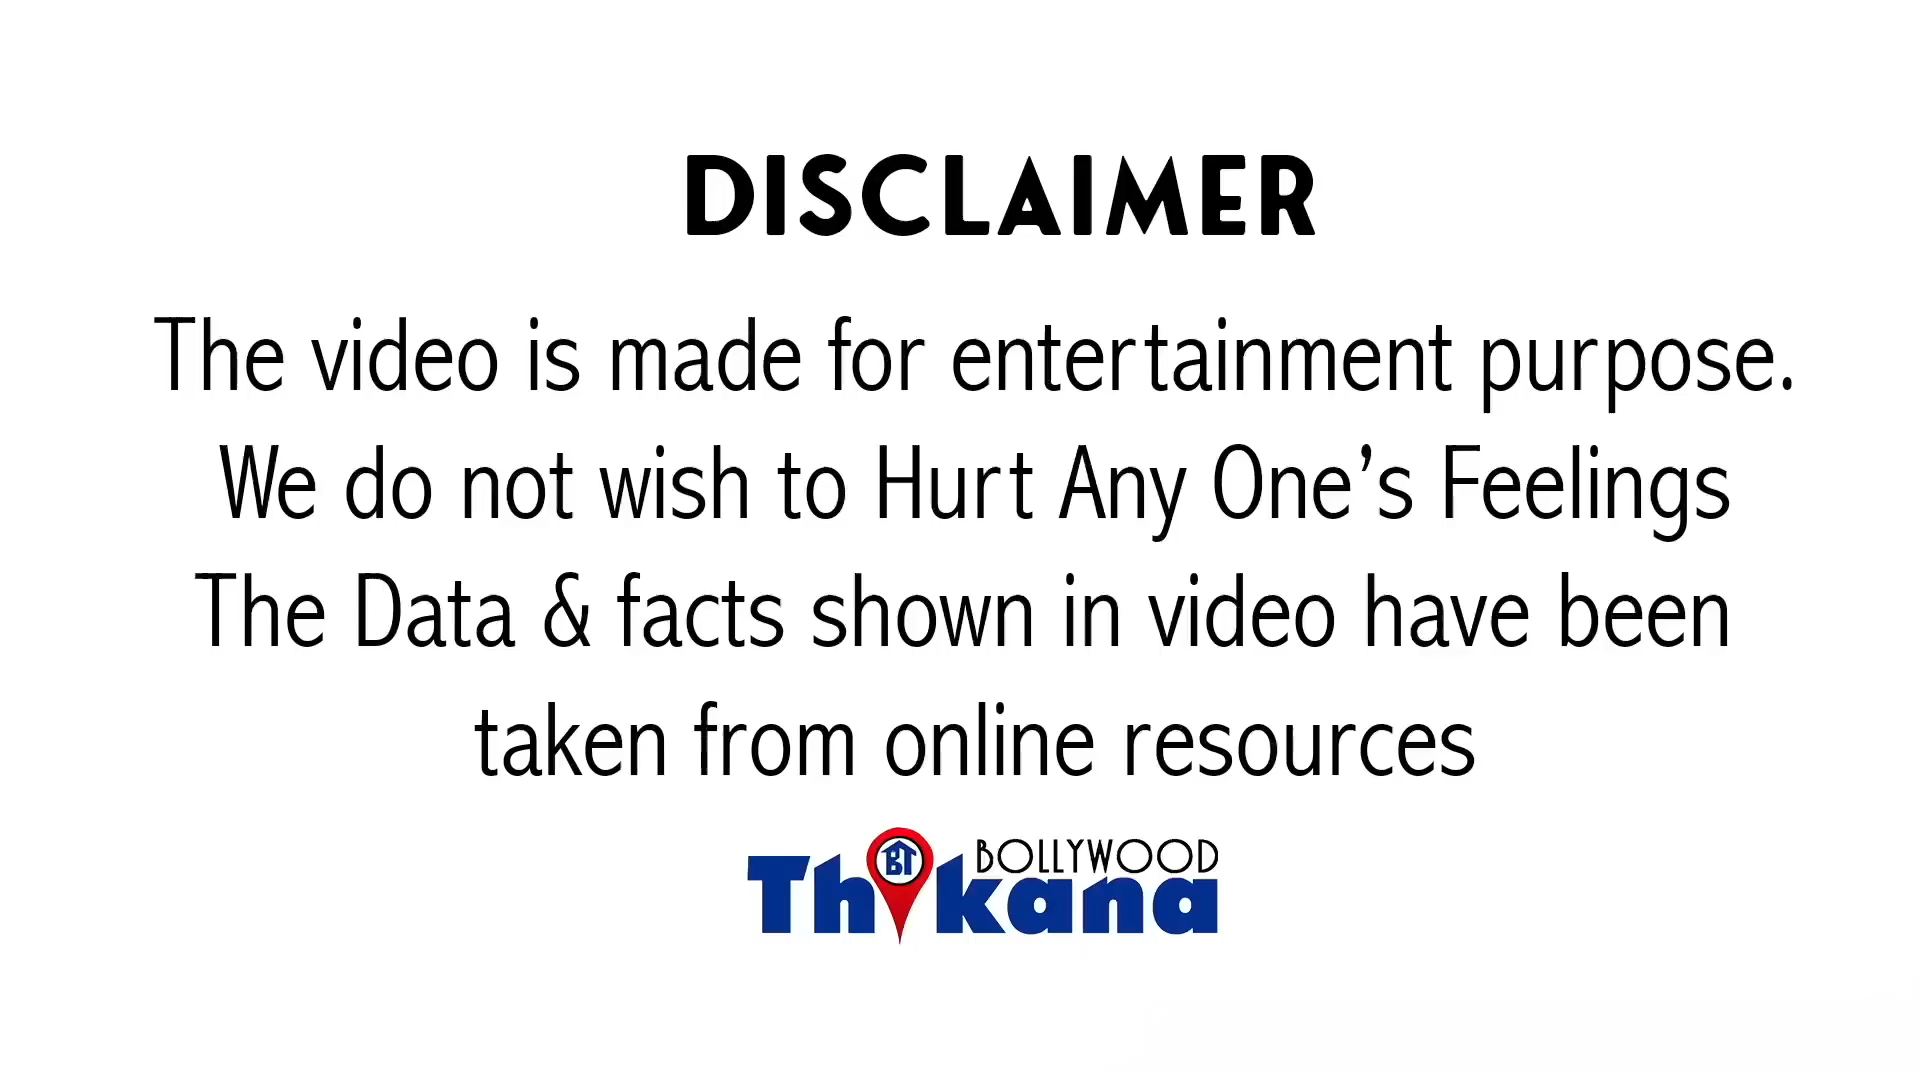 DISCLAIMER
The video is made for entertainment purpose.
We do not wish to Hurt Any One’s Feelings
The Data & facts shown in video have been
taken from online resources
BT
BOLLYWOOD
Thikana